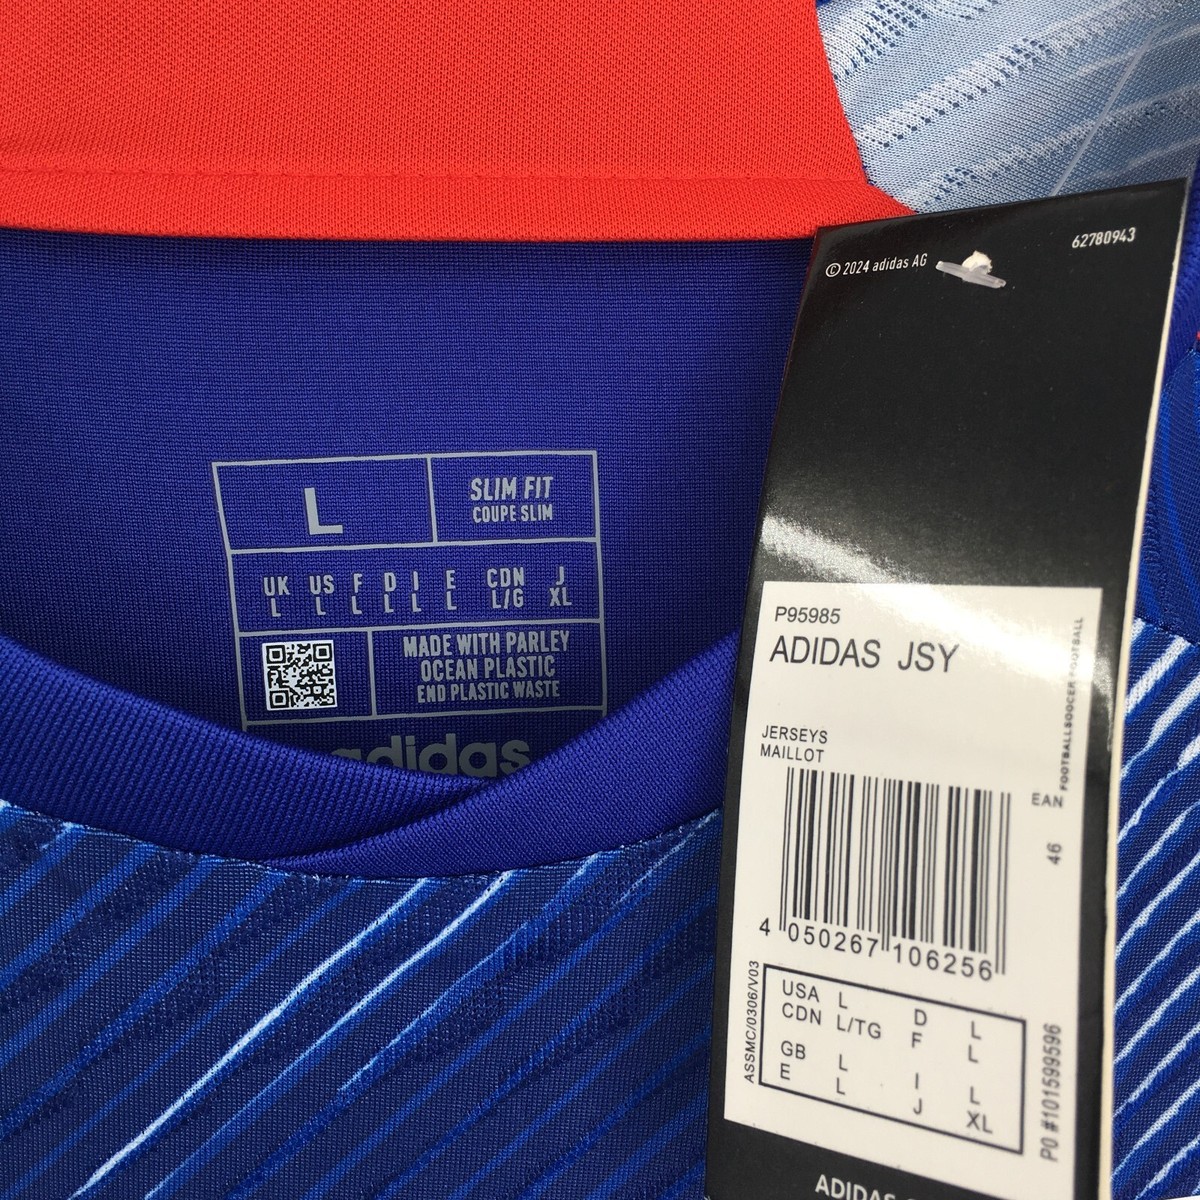 L
SLIM FIT
COUPE SLIM
UK US F D I E CDN J
L L L L L L L/G XL
MADE WITH PARLEY
OCEAN PLASTIC
END PLASTIC WASTE
adidas
© 2024 adidas AG
62780943
P95985
ADIDAS JSY
JERSEYS
MAILLOT
FOOTBALL/SOCCER FOOTBALL
EAN
46
4 050267 106256
ASSMC/0306/V03
USA L D L
CDN L/TG F L
GB L I L
E L J XL
PO #101599596
ADIDAS